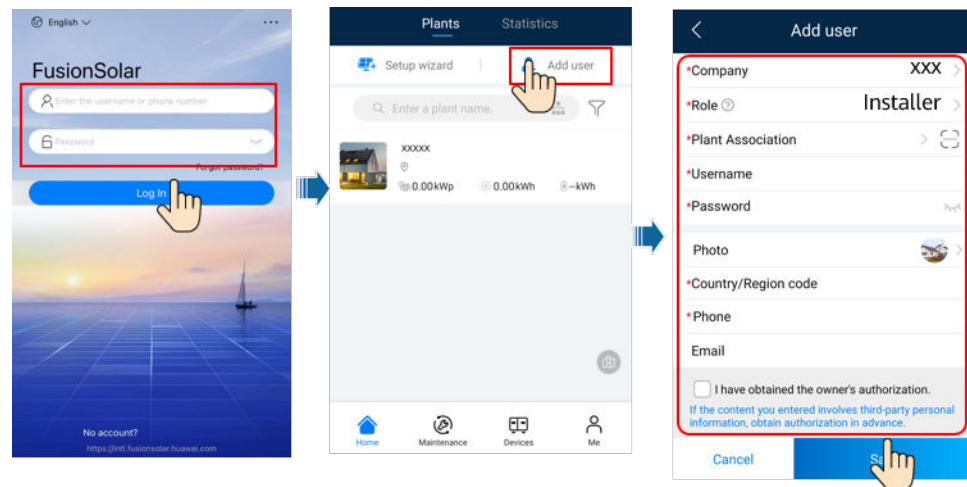 English
FusionSolar
Enter the username or phone number
Password
Forgot password?
Log In
No account?
https://intl.fusionsolar.huawei.com
Plants Statistics
Setup wizard Add user
Enter a plant name.
xxxxx
0.00kWp 0.00kWh –kWh
Home Maintenance Devices Me
Add user
*Company XXX
*Role Installer
*Plant Association
*Username
*Password
Photo
*Country/Region code
*Phone
Email
I have obtained the owner's authorization.
If the content you entered involves third-party personal
information, obtain authorization in advance.
Cancel